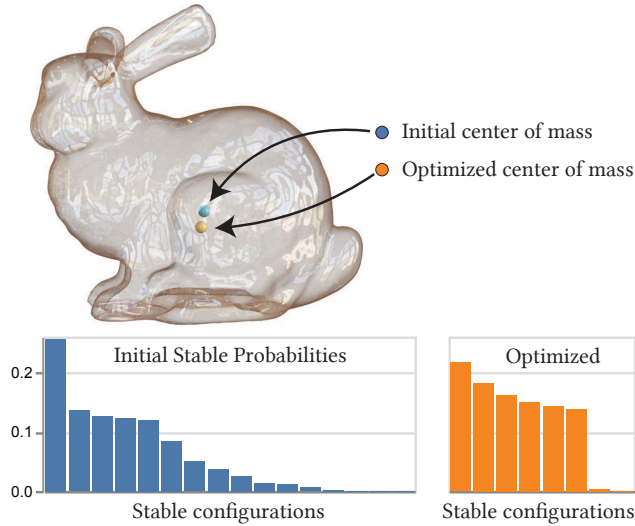 Initial center of mass
Optimized center of mass
Initial Stable Probabilities
Optimized
0.2
0.1
0.0
Stable configurations
Stable configurations